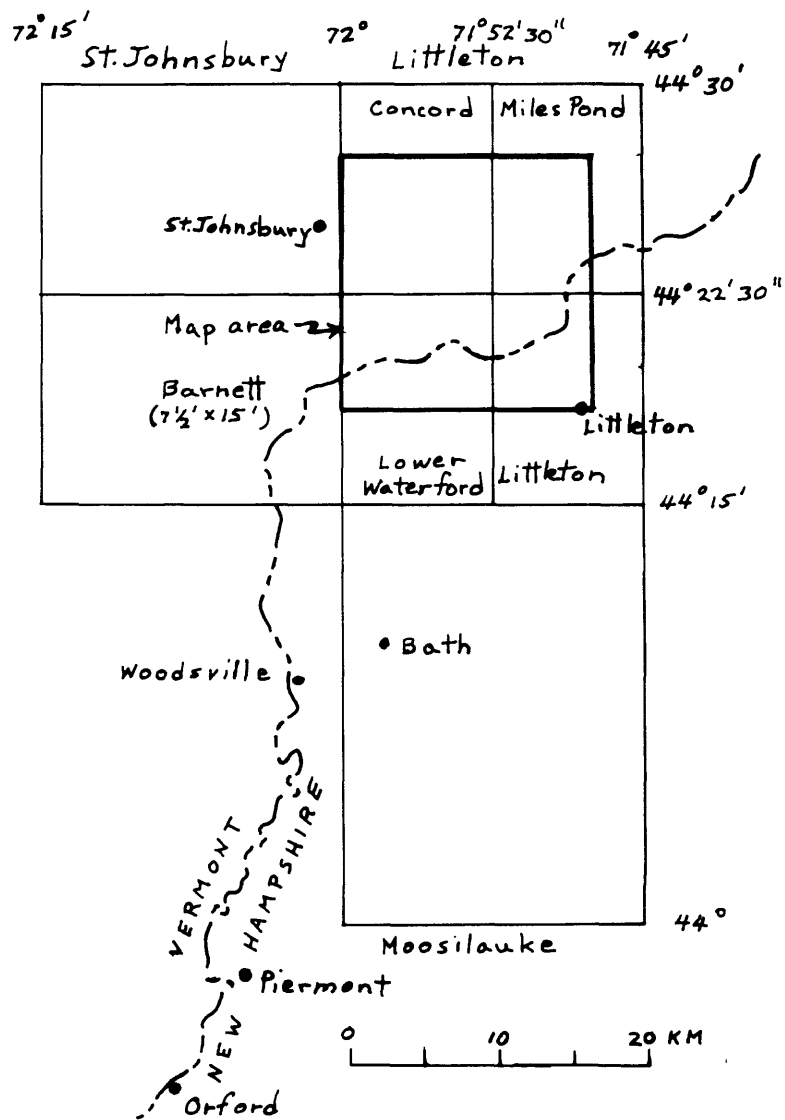 72° 15'
72°
71° 52' 30"
71° 45'
St. Johnsbury
Littleton
44° 30'
Concord
Miles Pond
St. Johnsbury
44° 22' 30"
Map area
Barnett
(7½' × 15')
Littleton
Lower
Waterford
Littleton
44° 15'
Bath
Woodsville
VERMONT
NEW HAMPSHIRE
44°
Moosilauke
Piermont
0 10 20 KM
Orford